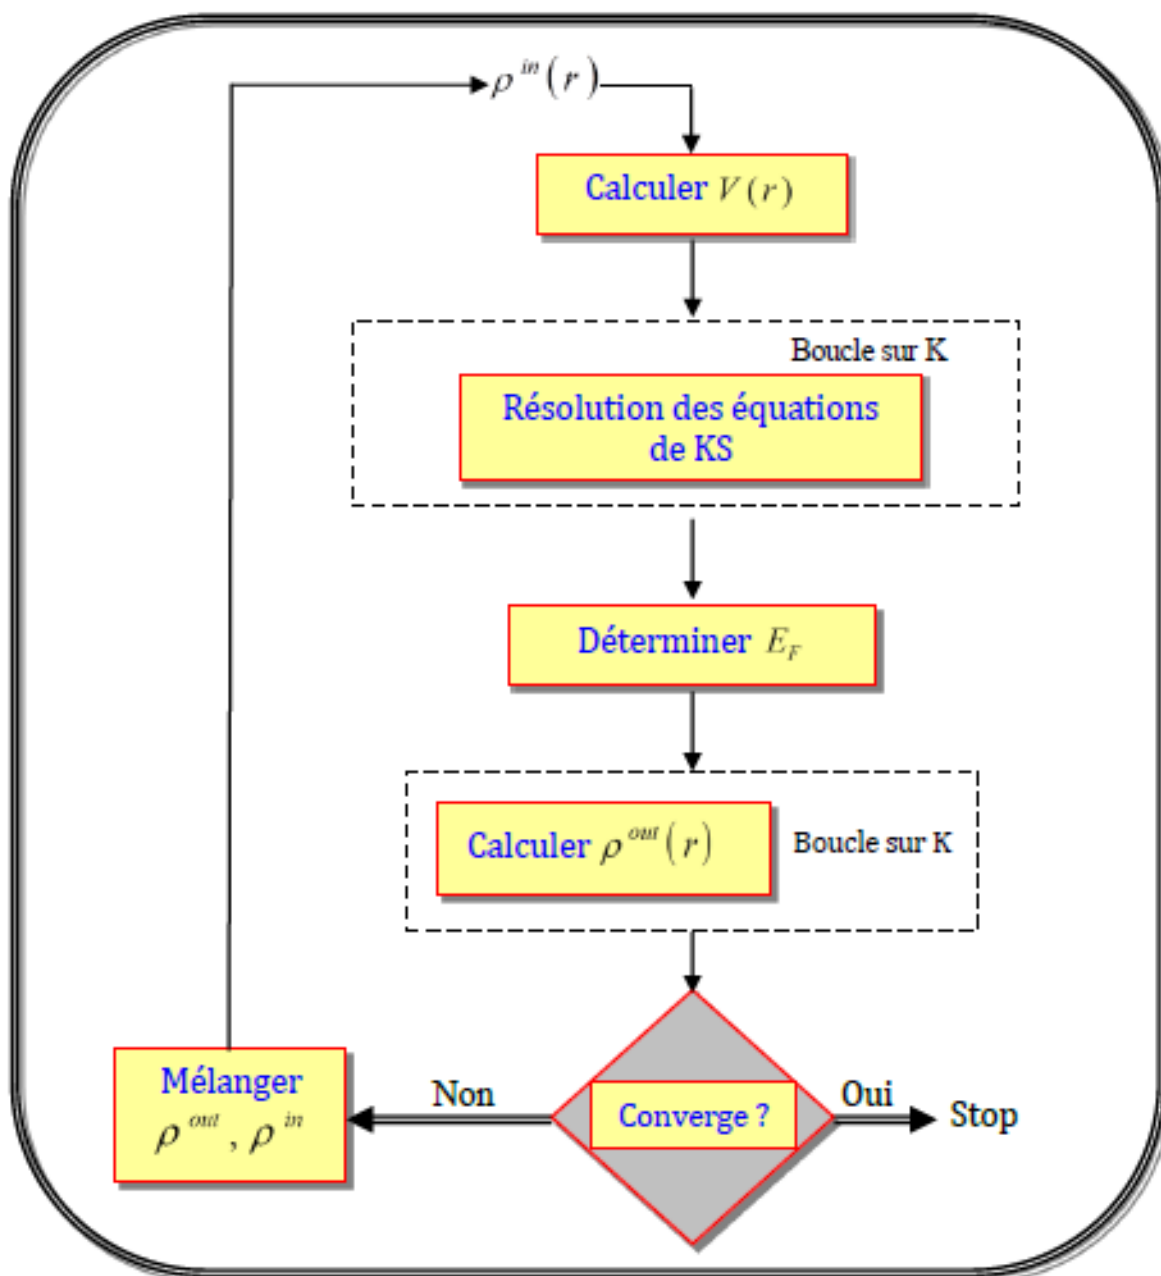 ρ^in (r)
Calculer V(r)
Boucle sur K
Résolution des équations
de KS
Déterminer E_F
Calculer ρ^out (r)
Boucle sur K
Converge ?
Oui
Stop
Non
Mélanger
ρ^out , ρ^in